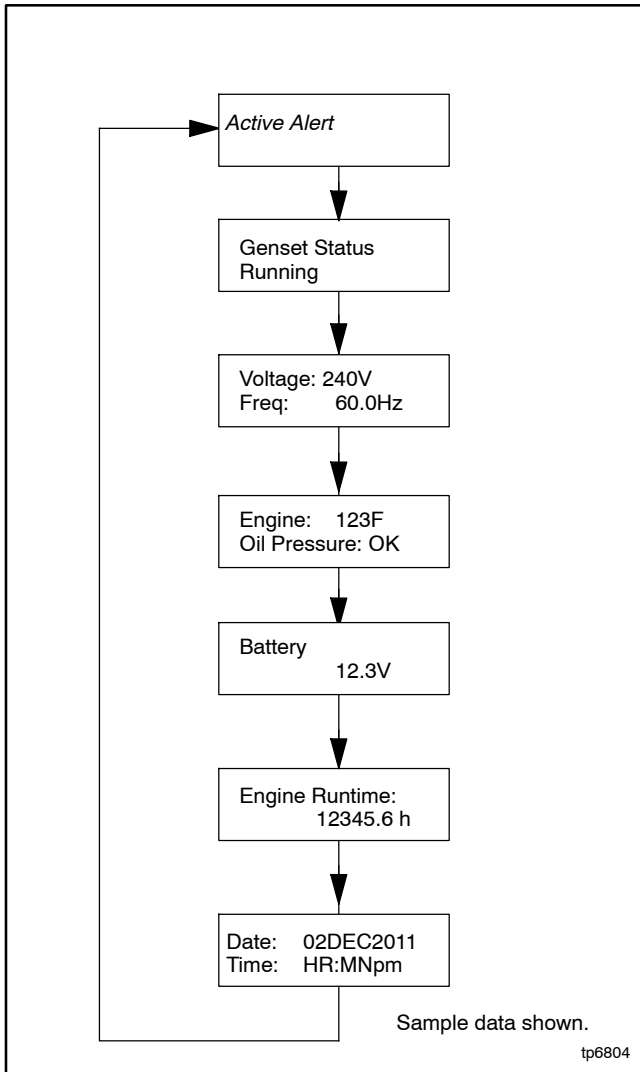 Active Alert
Genset Status
Running
Voltage: 240V
Freq: 60.0Hz
Engine: 123F
Oil Pressure: OK
Battery
12.3V
Engine Runtime:
12345.6 h
Date: 02DEC2011
Time: HR:MNpm
Sample data shown.
tp6804